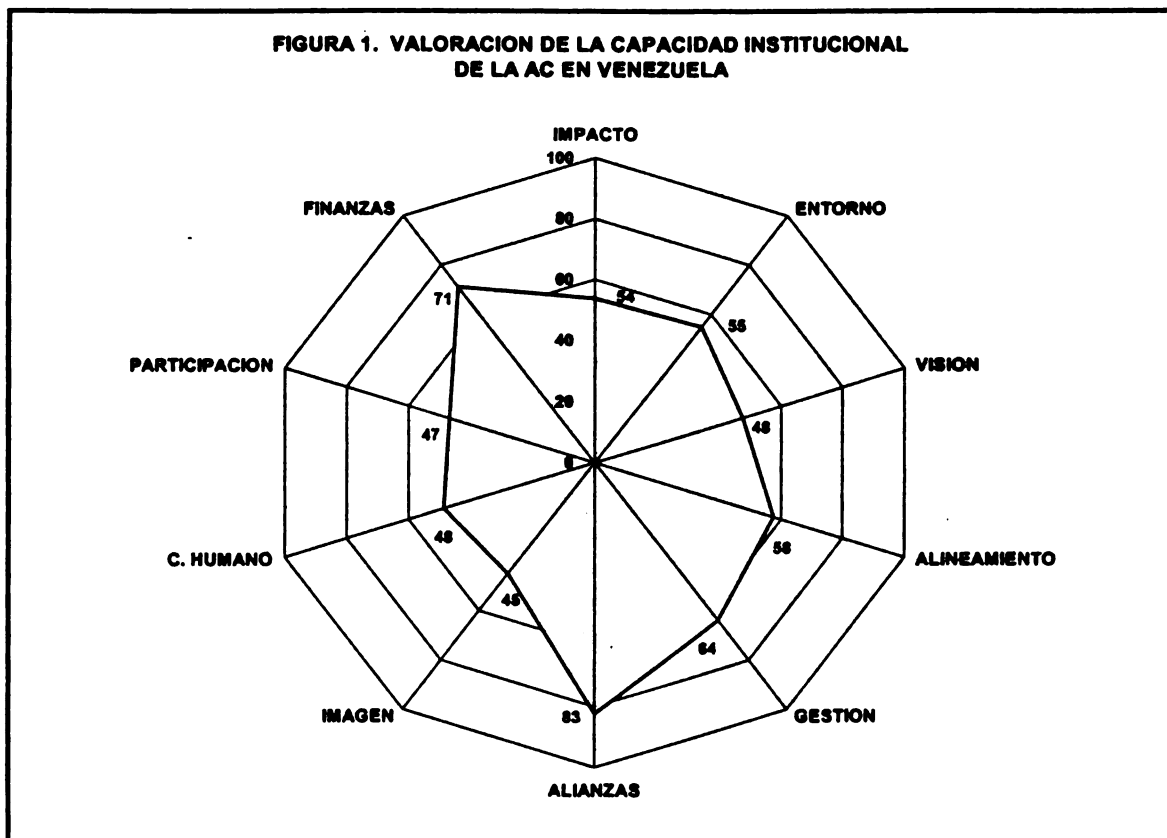 FIGURA 1. VALORACION DE LA CAPACIDAD INSTITUCIONAL
DE LA AC EN VENEZUELA
IMPACTO
100
FINANZAS
ENTORNO
80
60
54
71
55
40
PARTICIPACION
VISION
20
47
48
0
48
58
C. HUMANO
ALINEAMIENTO
45
64
IMAGEN
83
GESTION
ALIANZAS